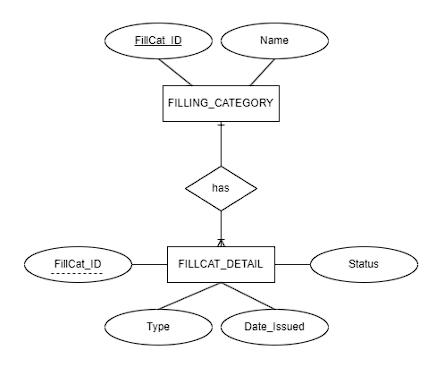 FillCat_ID
Name
FILLING_CATEGORY
has
FillCat_ID
FILLCAT_DETAIL
Status
Type
Date_Issued